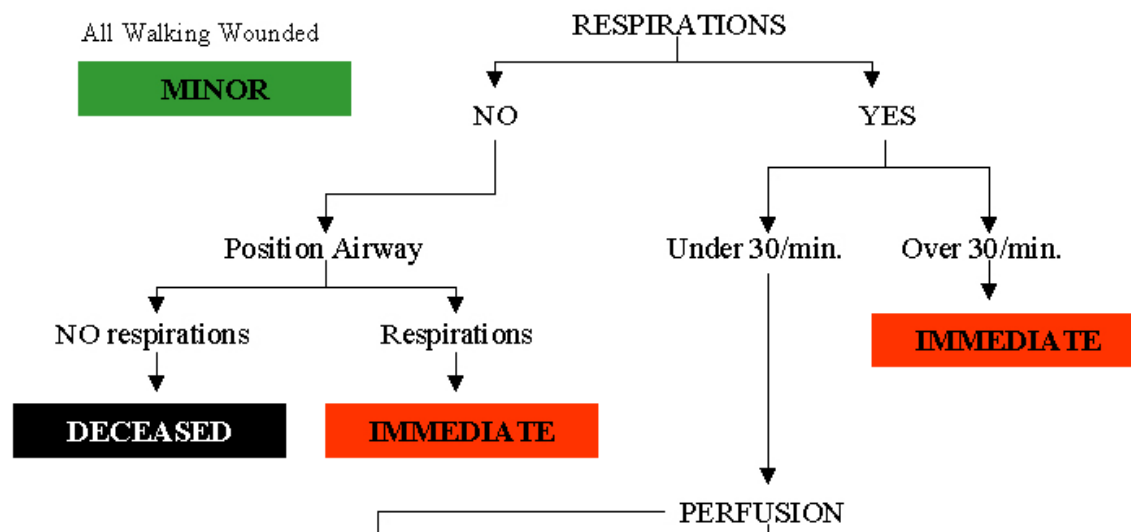 All Walking Wounded
MINOR
RESPIRATIONS
NO
YES
Position Airway
Under 30/min.
Over 30/min.
NO respirations
Respirations
IMMEDIATE
DECEASED
IMMEDIATE
PERFUSION